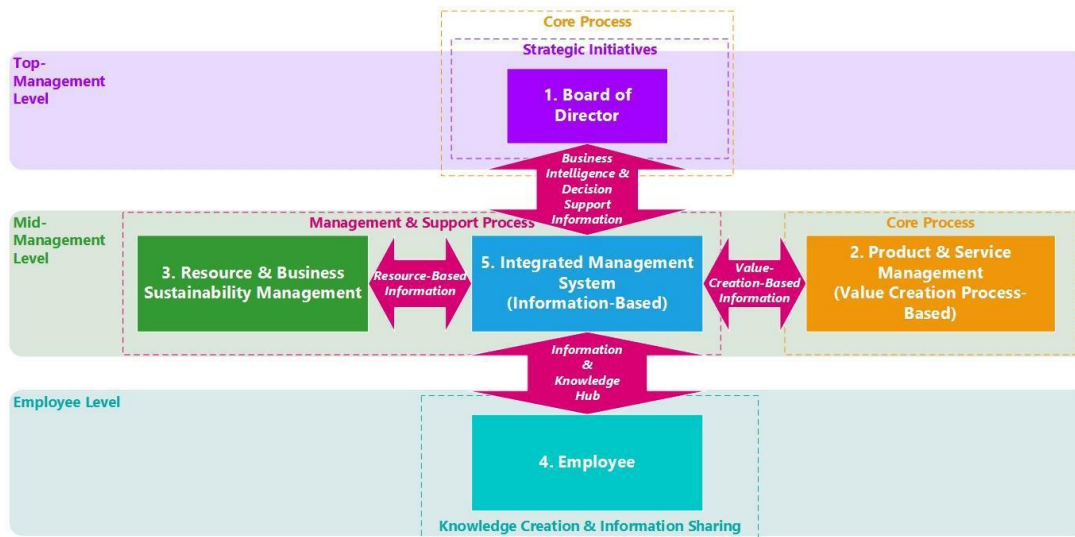 Core Process
Strategic Initiatives
Top-
Management
Level
1. Board of
Director
Business
Intelligence &
Decision
Support
Information
Mid-
Management
Level
Management & Support Process
Core Process
3. Resource & Business
Sustainability Management
Resource-Based
Information
5. Integrated Management
System
(Information-Based)
Value-
Creation-Based
Information
2. Product & Service
Management
(Value Creation Process-
Based)
Information
&
Knowledge
Hub
Employee Level
4. Employee
Knowledge Creation & Information Sharing